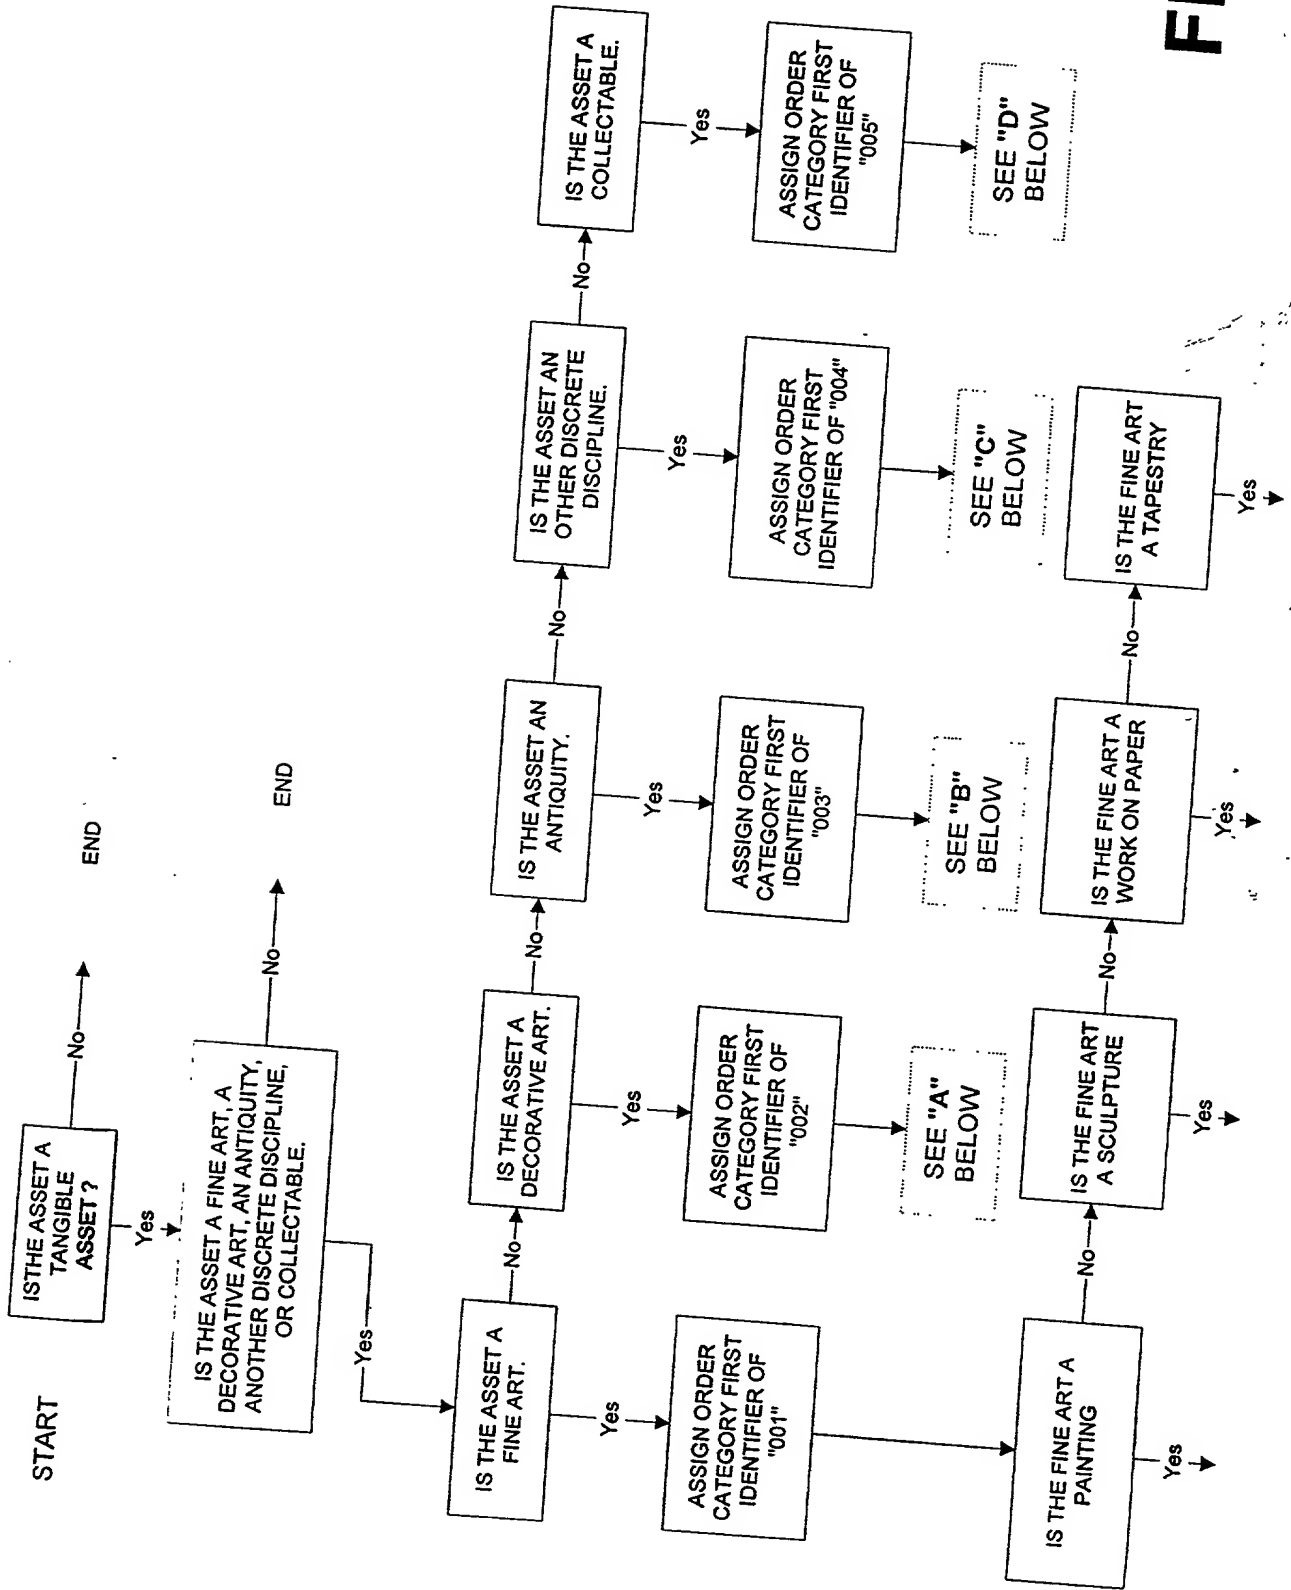 START
ISTHE ASSET A
TANGIBLE
ASSET ?
No
END
Yes
IS THE ASSET A FINE ART, A
DECORATIVE ART, AN ANTIQUITY,
ANOTHER DISCRETE DISCIPLINE,
OR COLLECTABLE.
No
END
Yes
IS THE ASSET A
FINE ART.
No
IS THE ASSET A
DECORATIVE ART.
No
IS THE ASSET AN
ANTIQUITY.
No
IS THE ASSET AN
OTHER DISCRETE
DISCIPLINE.
No
IS THE ASSET A
COLLECTABLE.
Yes
Yes
Yes
Yes
Yes
ASSIGN ORDER
CATEGORY FIRST
IDENTIFIER OF
"001"
ASSIGN ORDER
CATEGORY FIRST
IDENTIFIER OF
"002"
ASSIGN ORDER
CATEGORY FIRST
IDENTIFIER OF
"003"
ASSIGN ORDER
CATEGORY FIRST
IDENTIFIER OF "004"
ASSIGN ORDER
CATEGORY FIRST
IDENTIFIER OF
"005"
SEE "A"
BELOW
SEE "B"
BELOW
SEE "C"
BELOW
SEE "D"
BELOW
IS THE FINE ART A
PAINTING
No
IS THE FINE ART
A SCULPTURE
No
IS THE FINE ART A
WORK ON PAPER
No
IS THE FINE ART
A TAPESTRY
Yes
Yes
Yes
Yes